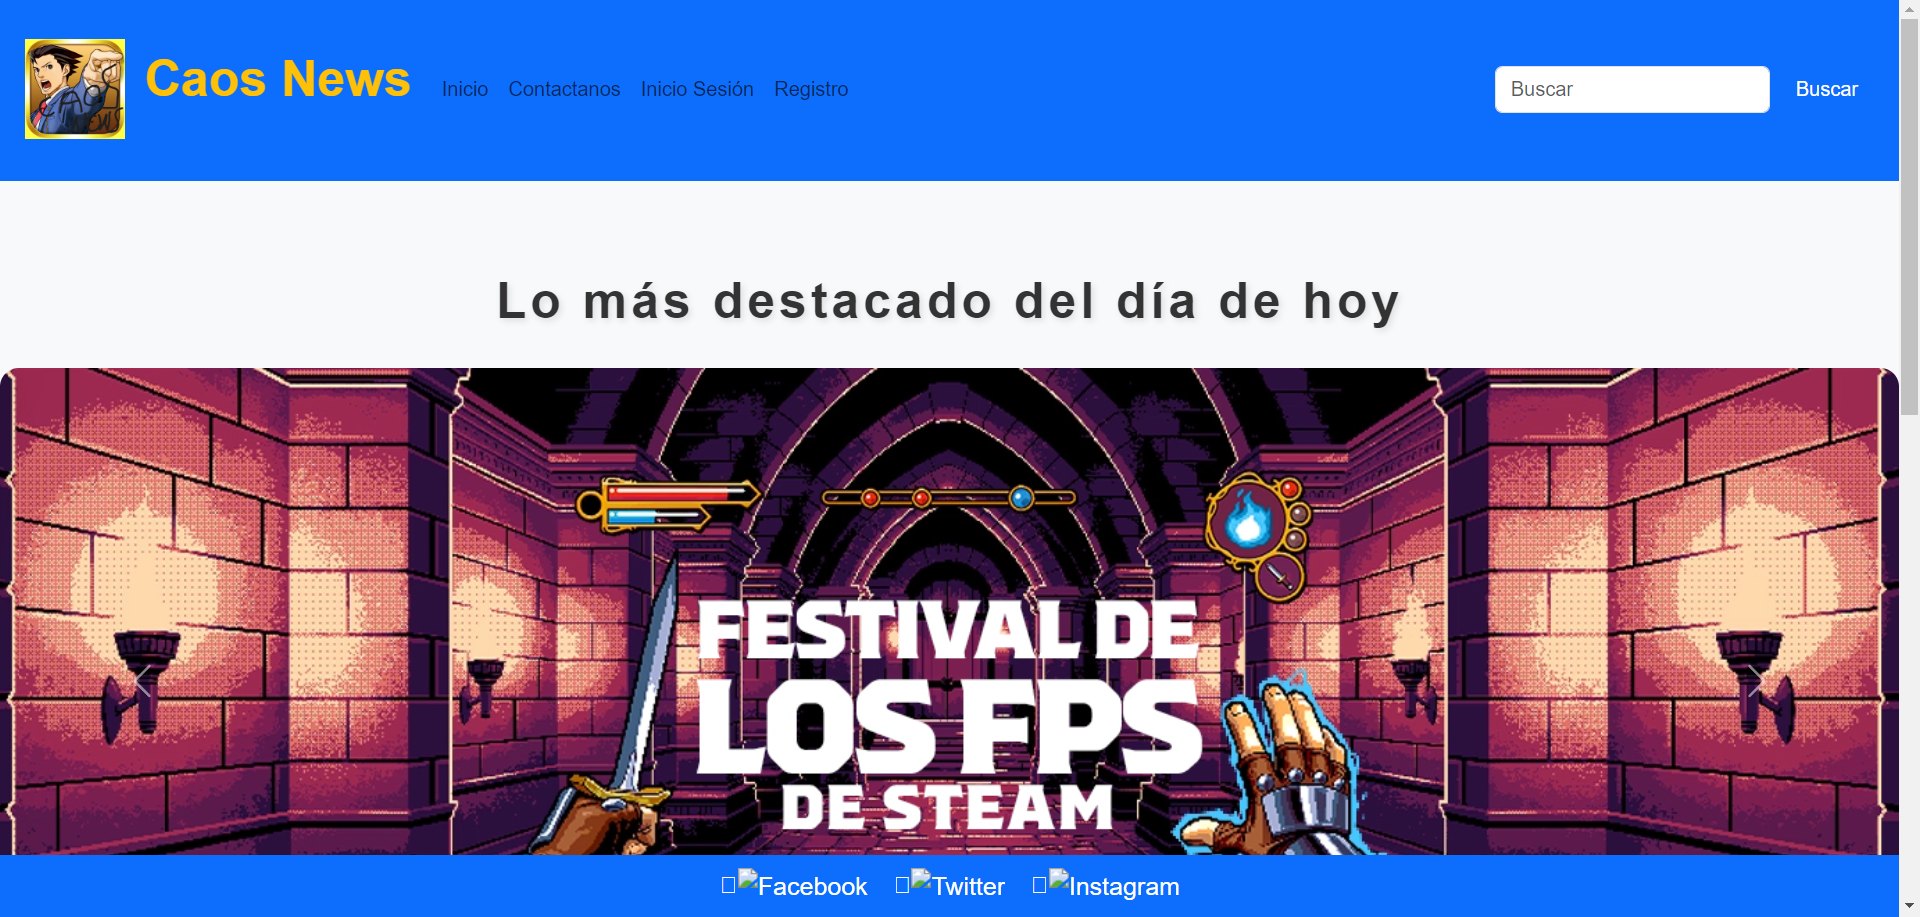 Caos News
Inicio Contactanos Inicio Sesión Registro
Buscar Buscar
Lo más destacado del día de hoy
FESTIVAL DE
LOS FPS
DE STEAM
Facebook Twitter Instagram